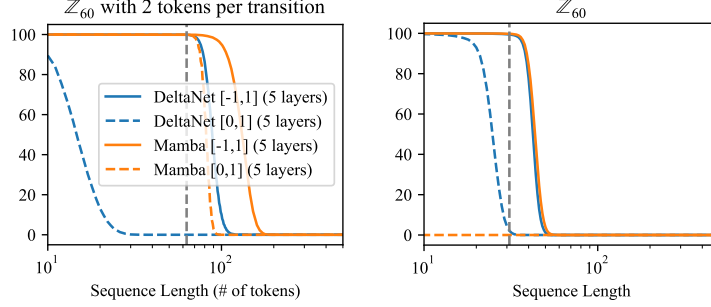 ℤ₆₀ with 2 tokens per transition
100
80
60
40
20
0
DeltaNet [-1,1] (5 layers)
DeltaNet [0,1] (5 layers)
Mamba [-1,1] (5 layers)
Mamba [0,1] (5 layers)
10¹
10²
Sequence Length (# of tokens)
ℤ₆₀
100
80
60
40
20
0
10¹
10²
Sequence Length